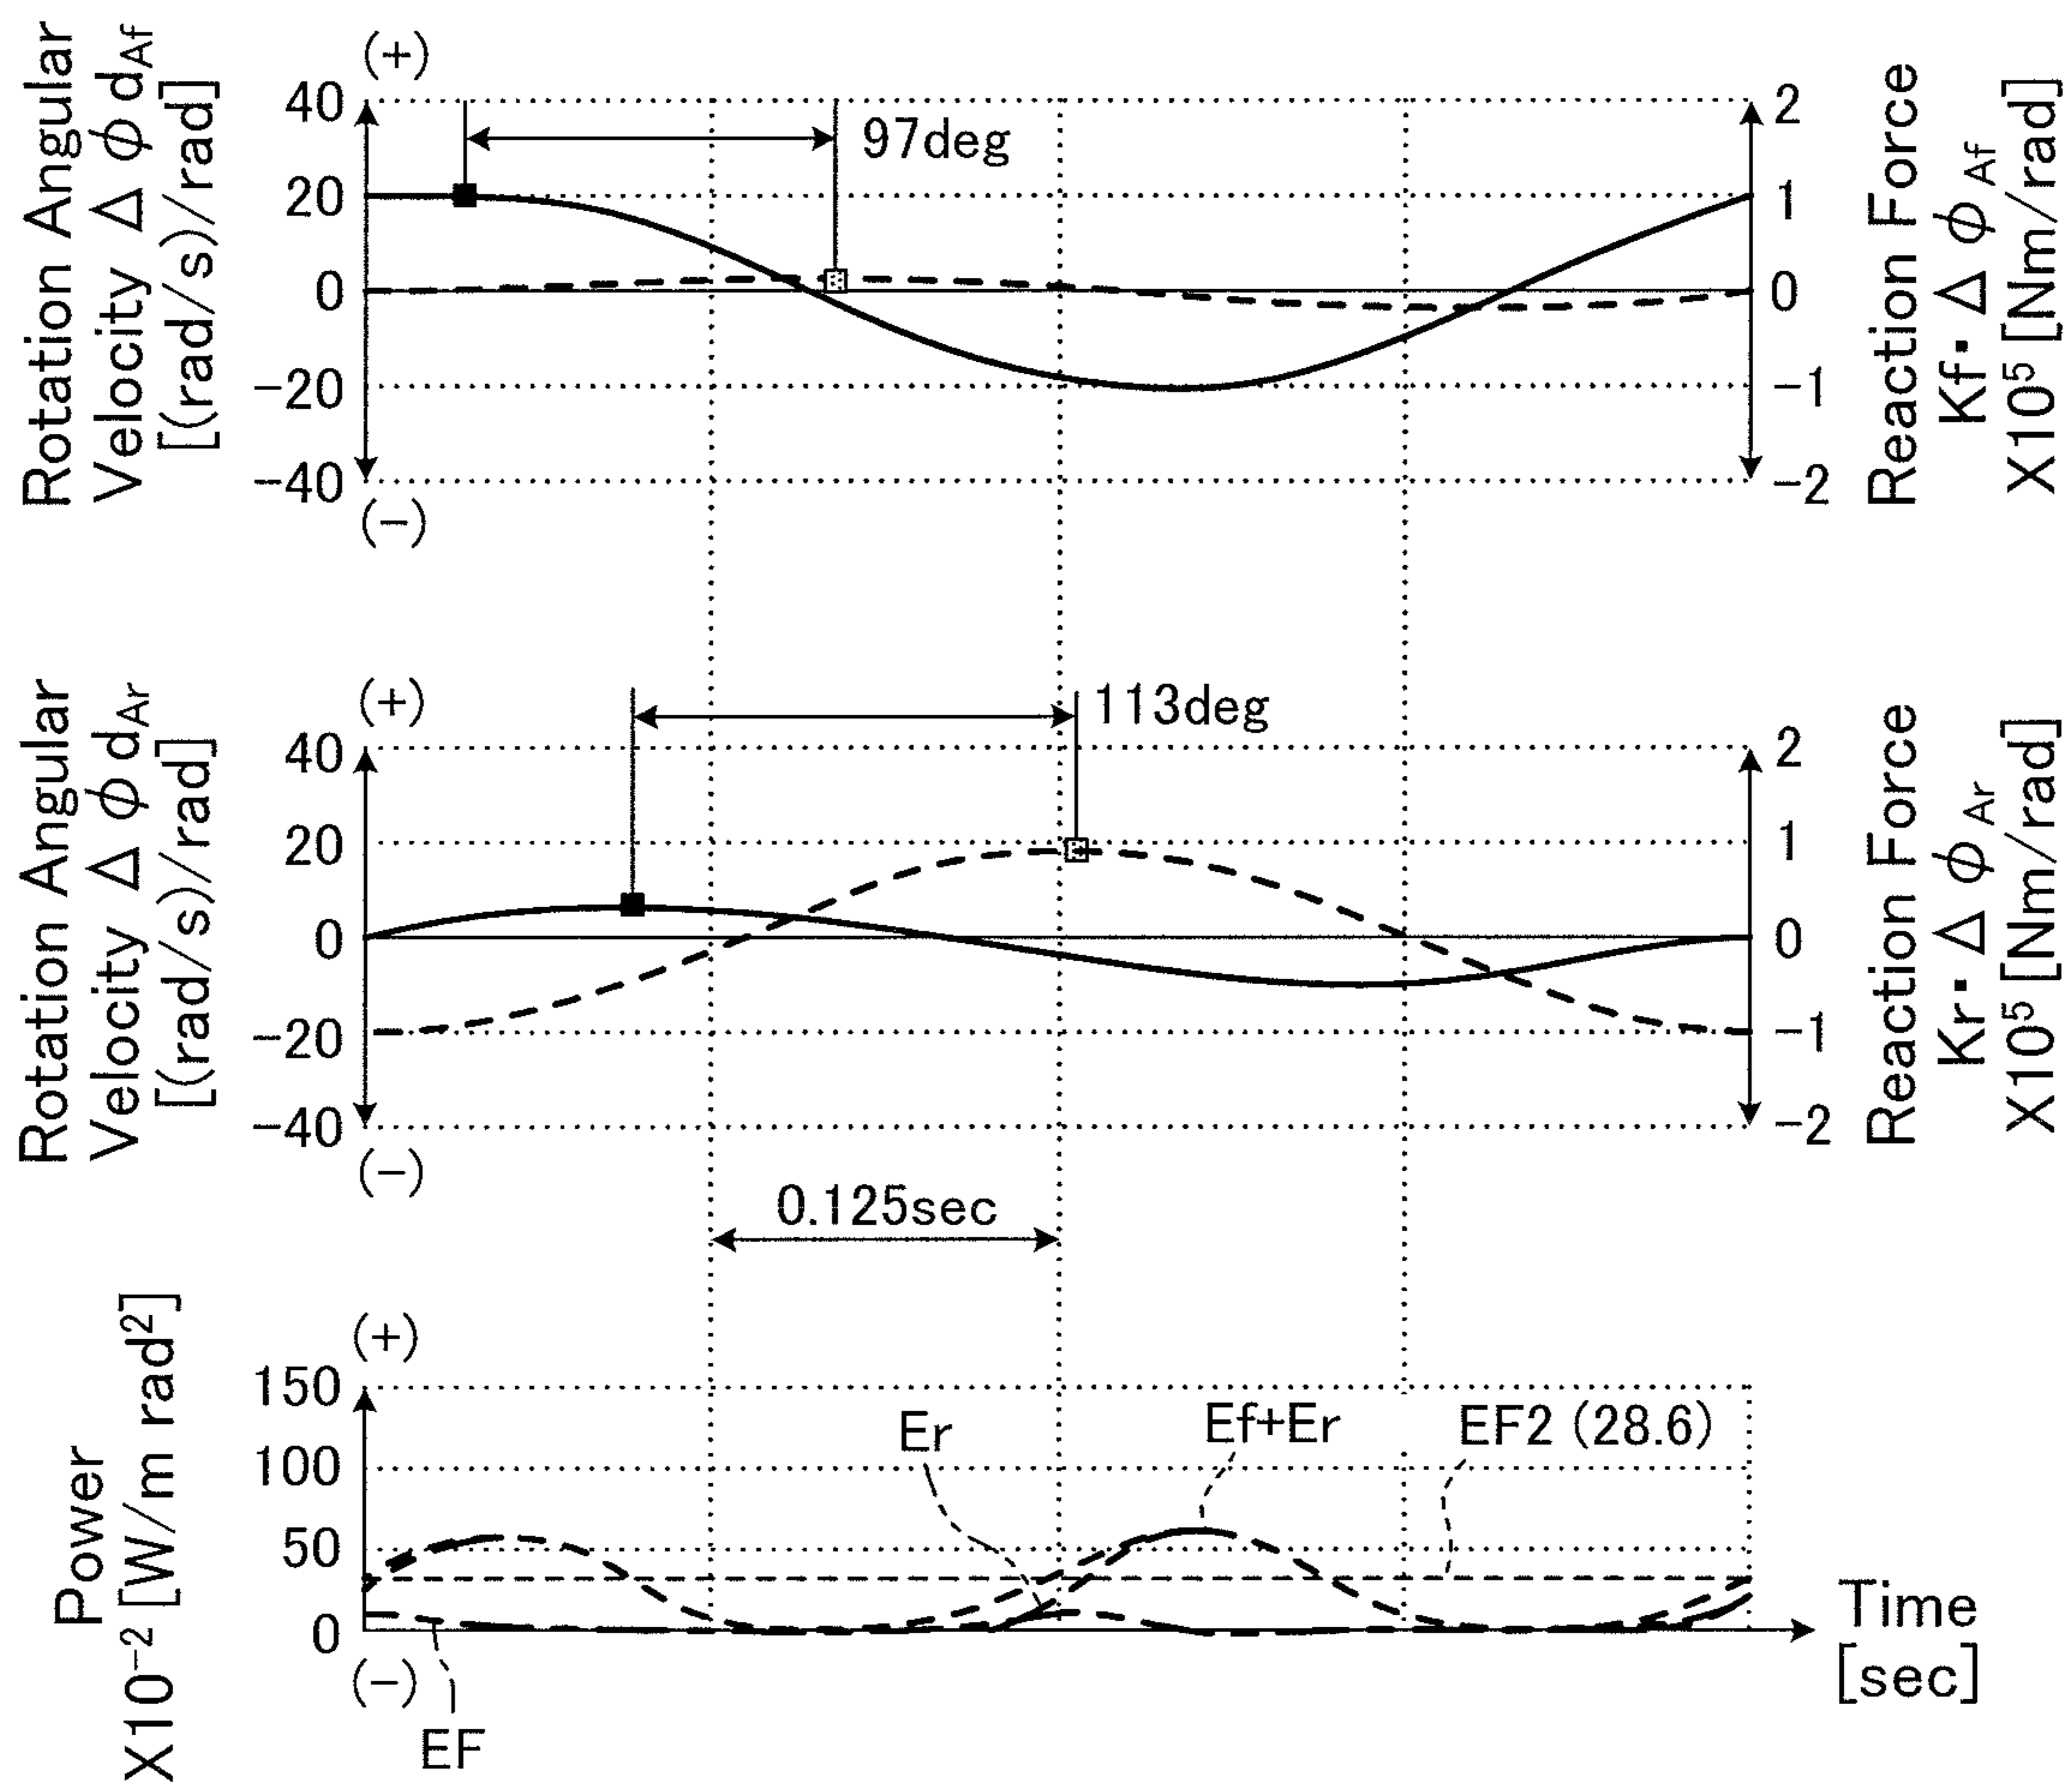 Rotation Angular
Velocity Δ φ dAf
[(rad/s)/rad]
(+)
40
20
0
-20
-40
(-)
97deg
2
1
0
-1
-2
Reaction Force
Kf・Δ φ Af
X10⁵ [Nm/rad]
Rotation Angular
Velocity Δ φ dAr
[(rad/s)/rad]
(+)
40
20
0
-20
-40
(-)
113deg
2
1
0
-1
-2
Reaction Force
Kr・Δ φ Ar
X10⁵ [Nm/rad]
0.125sec
Power
X10⁻² [W/m rad²]
(+)
150
100
50
0
(-)
Er
Ef+Er
EF2 (28.6)
EF
Time
[sec]